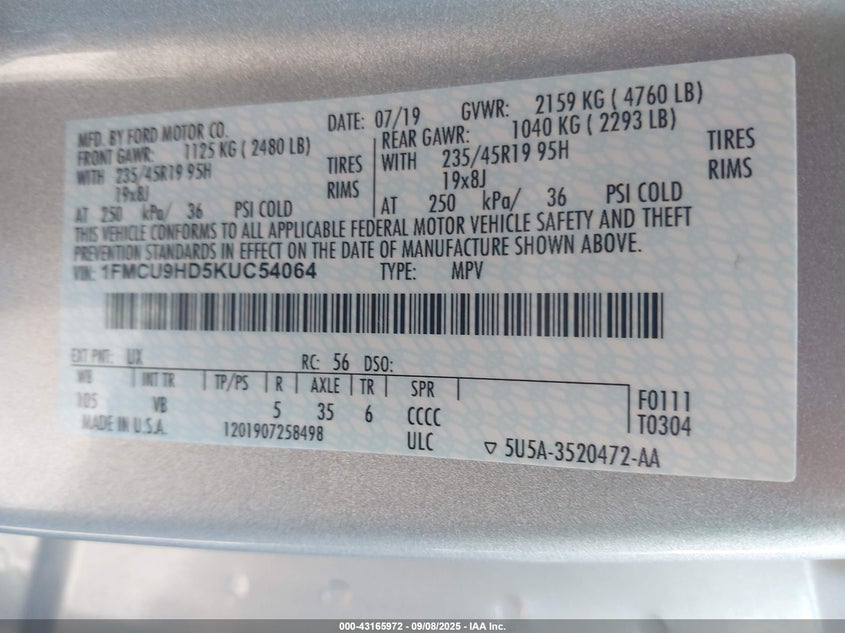 MFD. BY FORD MOTOR CO. DATE: 07/19 GVWR: 2159 KG ( 4760 LB)
FRONT GAWR: 1125 KG ( 2480 LB) REAR GAWR: 1040 KG ( 2293 LB)
WITH 235/45R19 95H TIRES WITH 235/45R19 95H TIRES
19x8J RIMS 19x8J RIMS
AT 250 kPa/ 36 PSI COLD AT 250 kPa/ 36 PSI COLD
THIS VEHICLE CONFORMS TO ALL APPLICABLE FEDERAL MOTOR VEHICLE SAFETY AND THEFT
PREVENTION STANDARDS IN EFFECT ON THE DATE OF MANUFACTURE SHOWN ABOVE.
VIN: 1FMCU9HD5KUC54064 TYPE: MPV
EXT PNT: UX RC: 56 DSO:
WB INT TR TP/PS R AXLE TR SPR
105 VB 5 35 6 CCCC F0111
MADE IN U.S.A. 1201907258498 ULC T0304
▽ 5U5A-3520472-AA
000-43165972 - 09/08/2025 - IAA Inc.